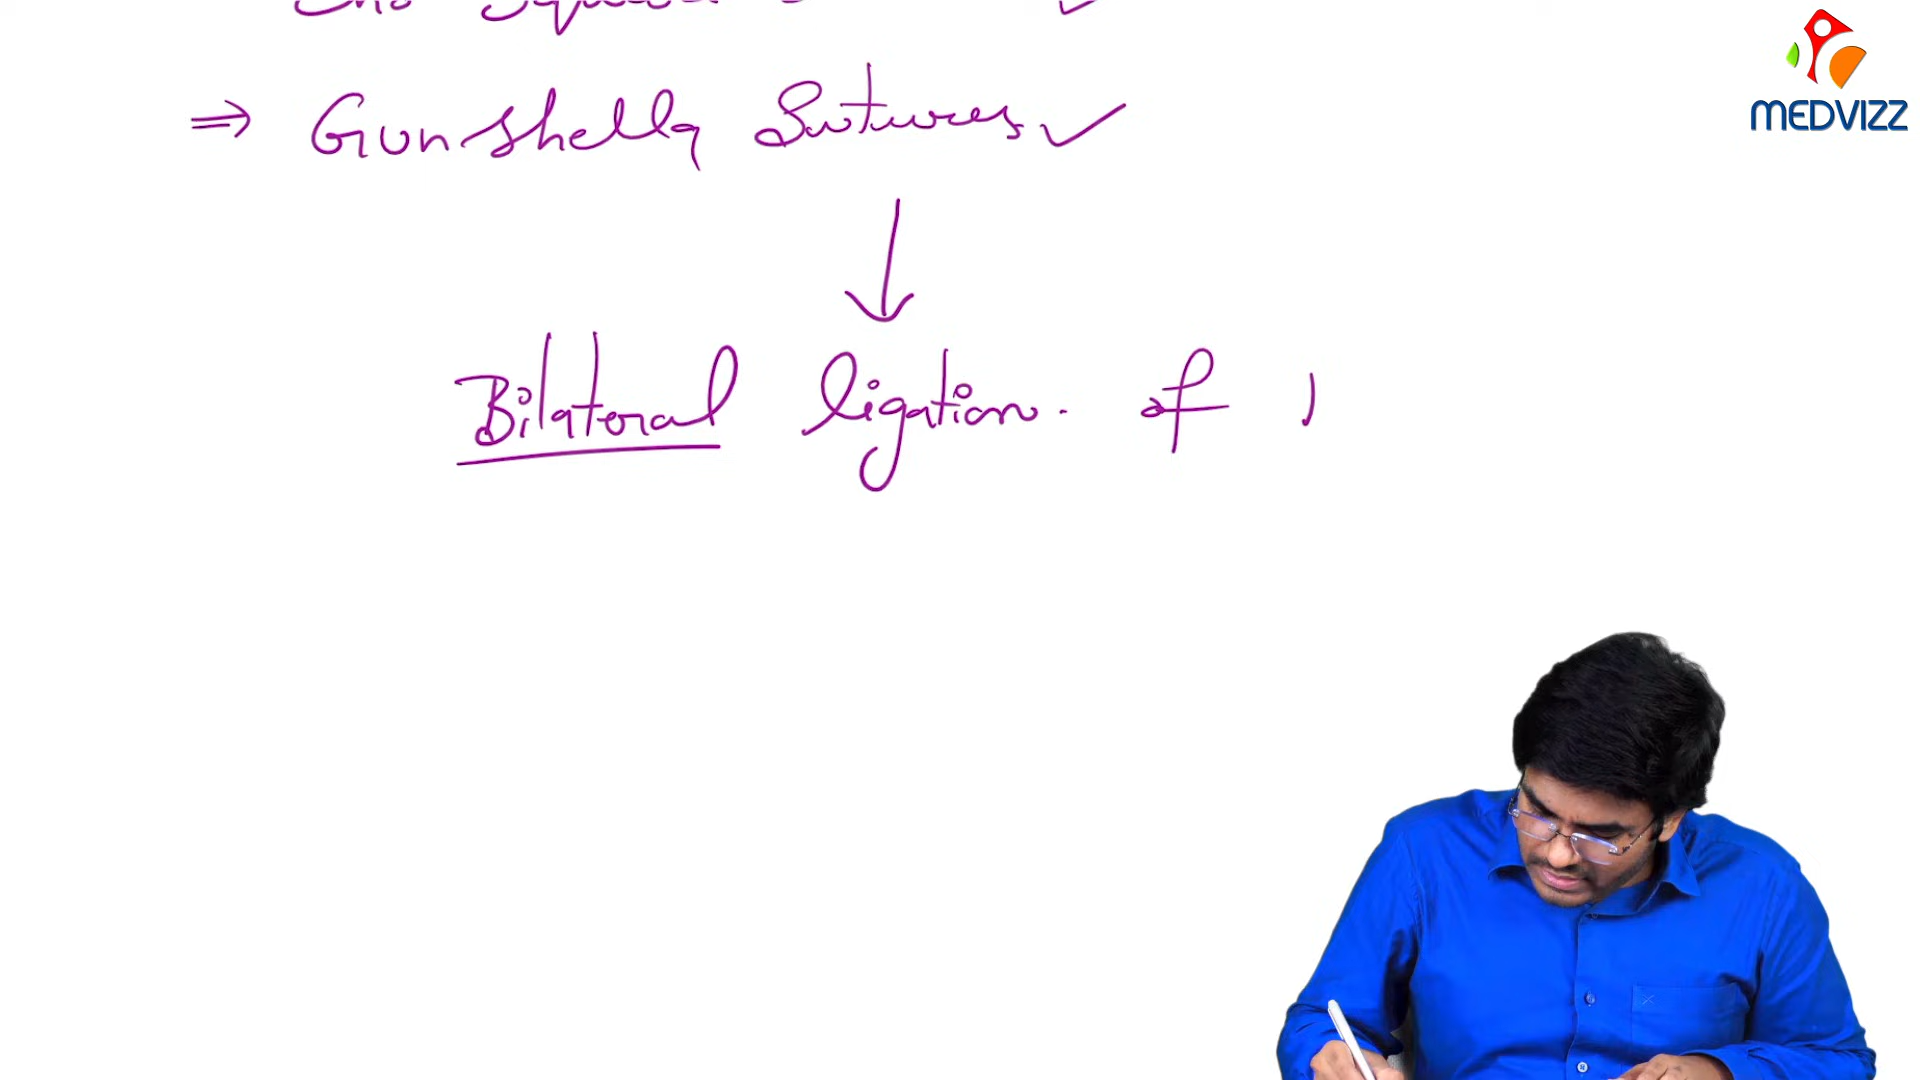 MEDVIZZ
⇒ Gunshella Sutures ✓
↓
Bilateral ligation. of